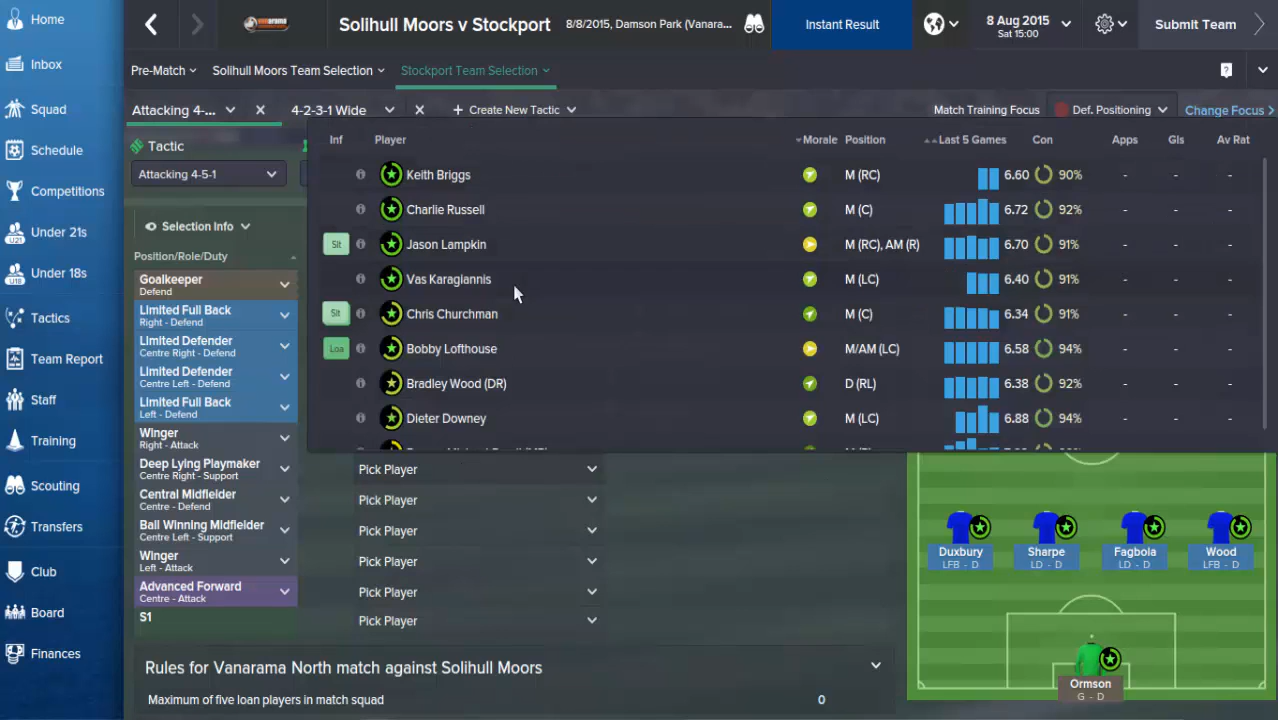 Home
Inbox
Squad
Schedule
Competitions
Under 21s
U21
Under 18s
U18
Tactics
Team Report
Staff
Training
Scouting
Transfers
Club
Board
Finances
Solihull Moors v Stockport
8/8/2015, Damson Park (Vanara...
Instant Result
8 Aug 2015
Sat 15:00
Submit Team
Pre-Match
Solihull Moors Team Selection
Stockport Team Selection
Attacking 4-...
4-2-3-1 Wide
+ Create New Tactic
Match Training Focus
Def. Positioning
Change Focus >
Tactic
Attacking 4-5-1
Selection Info
Position/Role/Duty
Goalkeeper
Defend
Limited Full Back
Right - Defend
Limited Defender
Centre Right - Defend
Limited Defender
Centre Left - Defend
Limited Full Back
Left - Defend
Winger
Right - Attack
Deep Lying Playmaker
Centre Right - Support
Central Midfielder
Centre - Defend
Ball Winning Midfielder
Centre Left - Support
Winger
Left - Attack
Advanced Forward
Centre - Attack
S1
Inf Player Morale Position Last 5 Games Con Apps Gls Av Rat
Keith Briggs M (RC) 6.60 90% - - -
Charlie Russell M (C) 6.72 92% - - -
Slt Jason Lampkin M (RC), AM (R) 6.70 91% - - -
Vas Karagiannis M (LC) 6.40 91% - - -
Slt Chris Churchman M (C) 6.34 91% - - -
Loa Bobby Lofthouse M/AM (LC) 6.58 94% - - -
Bradley Wood (DR) D (RL) 6.38 92% - - -
Dieter Downey M (LC) 6.88 94% - - -
Pick Player
Pick Player
Pick Player
Pick Player
Pick Player
Pick Player
Duxbury
LFB - D
Sharpe
LD - D
Fagbola
LD - D
Wood
LFB - D
Ormson
G - D
Rules for Vanarama North match against Solihull Moors
Maximum of five loan players in match squad 0